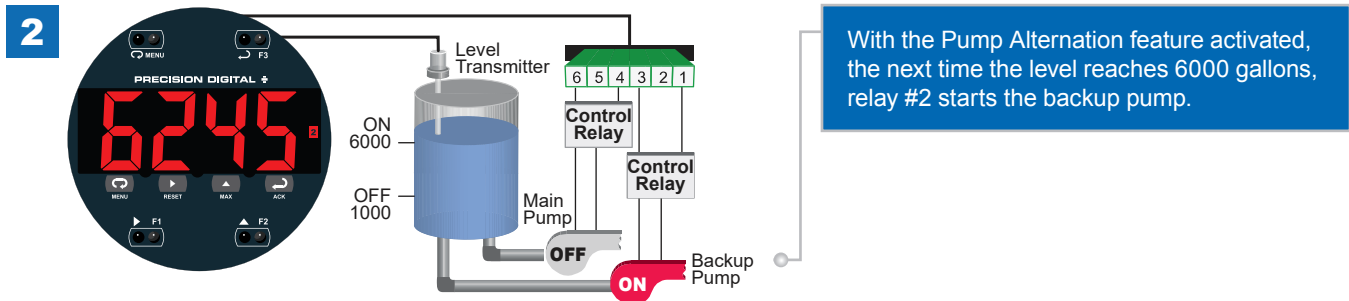 2
MENU
F3
PRECISION DIGITAL
6245
2
MENU
RESET
MAX
ACK
F1
F2
Level
Transmitter
ON
6000
OFF
1000
6 5 4 3 2 1
Control
Relay
Control
Relay
Main
Pump
OFF
Backup
Pump
ON
With the Pump Alternation feature activated,
the next time the level reaches 6000 gallons,
relay #2 starts the backup pump.